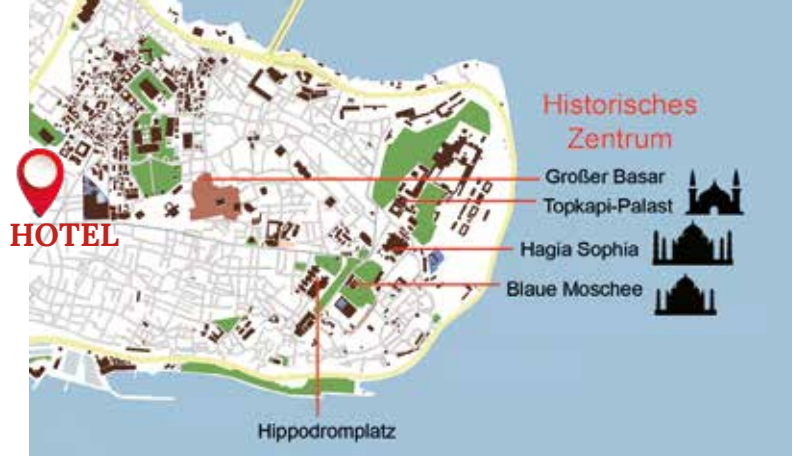 Historisches
Zentrum
Großer Basar
Topkapi-Palast
HOTEL
Hagia Sophia
Blaue Moschee
Hippodromplatz